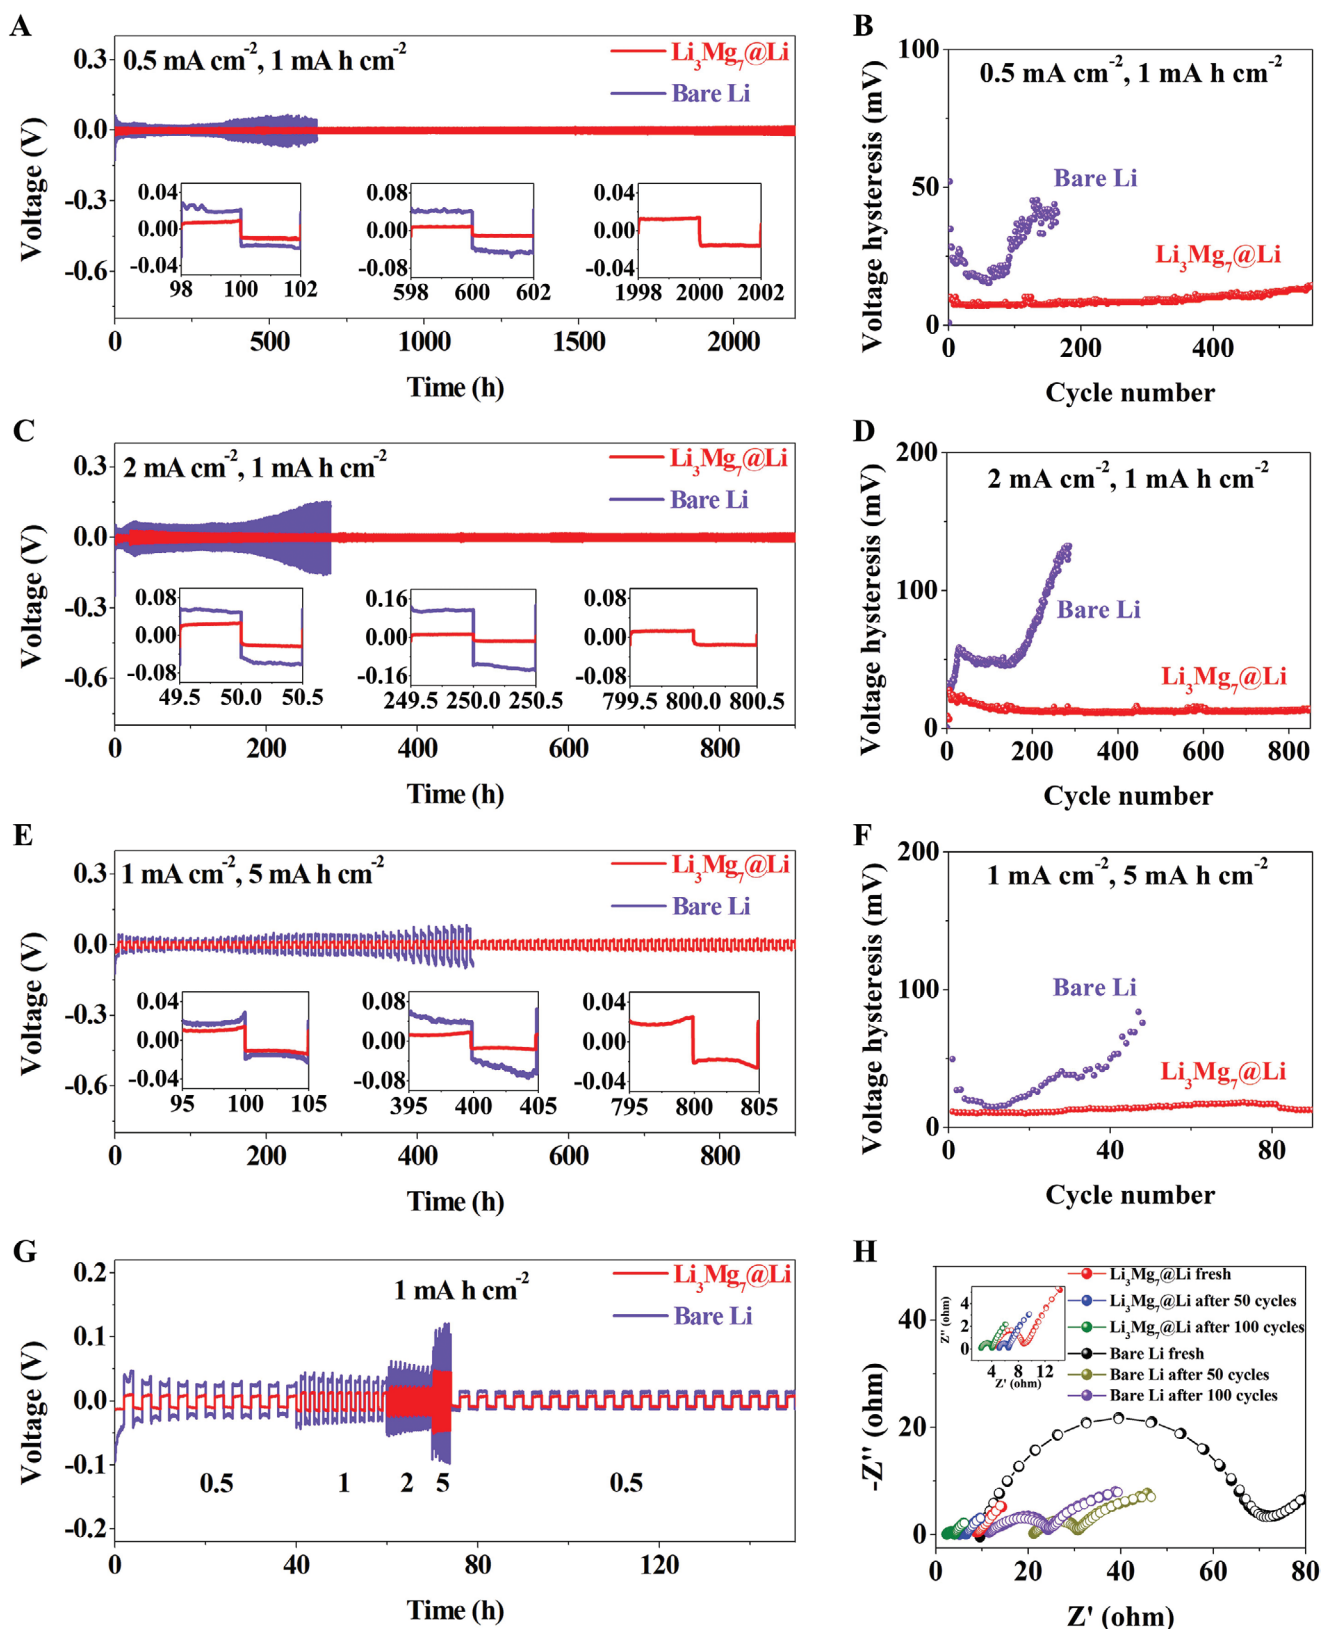 A
0.5 mA cm⁻², 1 mA h cm⁻²
Li₃Mg₇@Li
Bare Li
Voltage (V)
0.3
0.0
-0.3
-0.6
0.04
0.00
-0.04
98 100 102
0.08
0.00
-0.08
598 600 602
0.04
0.00
-0.04
1998 2000 2002
0 500 1000 1500 2000
Time (h)
B
0.5 mA cm⁻², 1 mA h cm⁻²
Voltage hysteresis (mV)
100
50
0
Bare Li
Li₃Mg₇@Li
0 200 400
Cycle number
C
2 mA cm⁻², 1 mA h cm⁻²
Li₃Mg₇@Li
Bare Li
Voltage (V)
0.3
0.0
-0.3
-0.6
0.08
0.00
-0.08
49.5 50.0 50.5
0.16
0.00
-0.16
249.5 250.0 250.5
0.08
0.00
-0.08
799.5 800.0 800.5
0 200 400 600 800
Time (h)
D
2 mA cm⁻², 1 mA h cm⁻²
Voltage hysteresis (mV)
200
100
0
Bare Li
Li₃Mg₇@Li
0 200 400 600 800
Cycle number
E
1 mA cm⁻², 5 mA h cm⁻²
Li₃Mg₇@Li
Bare Li
Voltage (V)
0.3
0.0
-0.3
-0.6
0.04
0.00
-0.04
95 100 105
0.08
0.00
-0.08
395 400 405
0.04
0.00
-0.04
795 800 805
0 200 400 600 800
Time (h)
F
1 mA cm⁻², 5 mA h cm⁻²
Voltage hysteresis (mV)
200
100
0
Bare Li
Li₃Mg₇@Li
0 40 80
Cycle number
G
1 mA h cm⁻²
Li₃Mg₇@Li
Bare Li
Voltage (V)
0.2
0.1
0.0
-0.1
-0.2
0.5 1 2 5 0.5
0 40 80 120
Time (h)
H
Li₃Mg₇@Li fresh
Li₃Mg₇@Li after 50 cycles
Li₃Mg₇@Li after 100 cycles
Bare Li fresh
Bare Li after 50 cycles
Bare Li after 100 cycles
Z'' (ohm)
4
2
0
4 8 12
Z' (ohm)
-Z'' (ohm)
40
20
0
0 20 40 60 80
Z' (ohm)